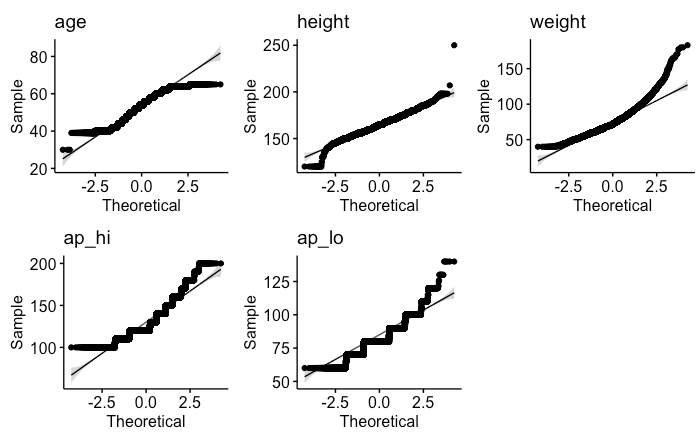 age
height
weight
80
60
40
20
Sample
-2.5
0.0
2.5
Theoretical
250
200
150
Sample
-2.5
0.0
2.5
Theoretical
150
100
50
Sample
-2.5
0.0
2.5
Theoretical
ap_hi
ap_lo
200
150
100
Sample
-2.5
0.0
2.5
Theoretical
125
100
75
50
Sample
-2.5
0.0
2.5
Theoretical